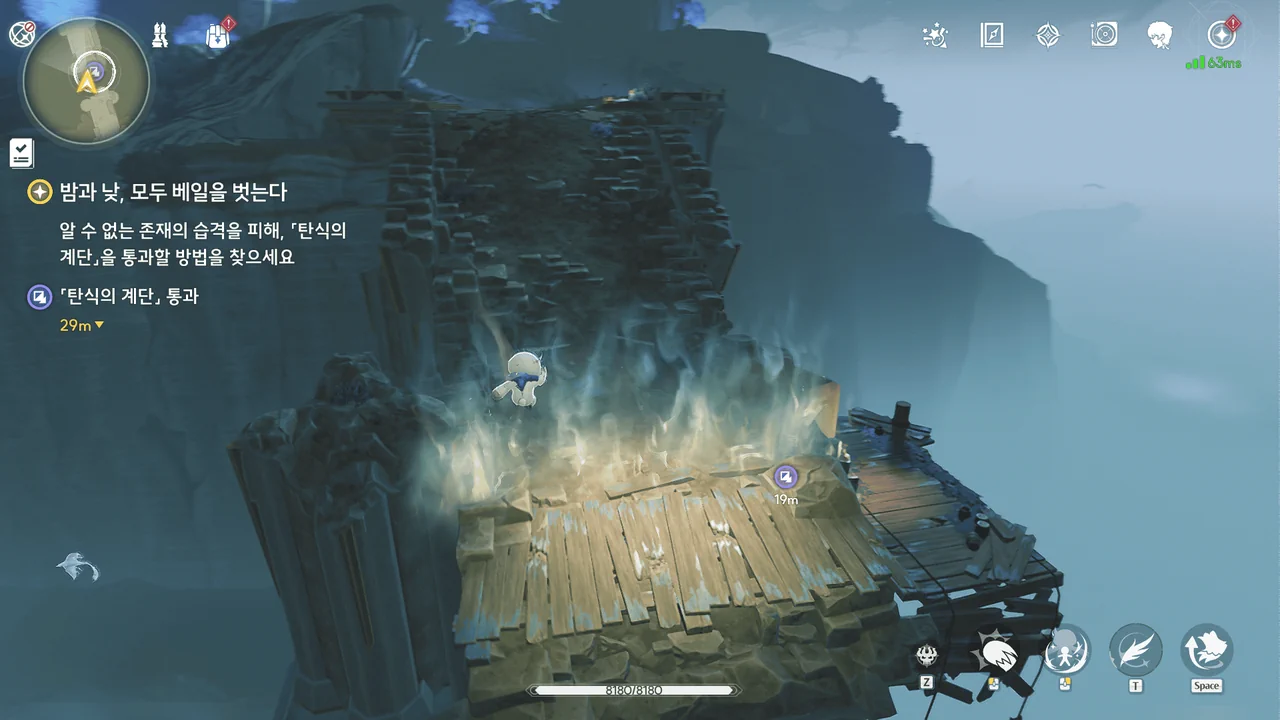 63ms
밤과 낮, 모두 베일을 벗는다
알 수 없는 존재의 습격을 피해, 「탄식의
계단」을 통과할 방법을 찾으세요
「탄식의 계단」 통과
29m
19m
8180/8180
Z
T
Space